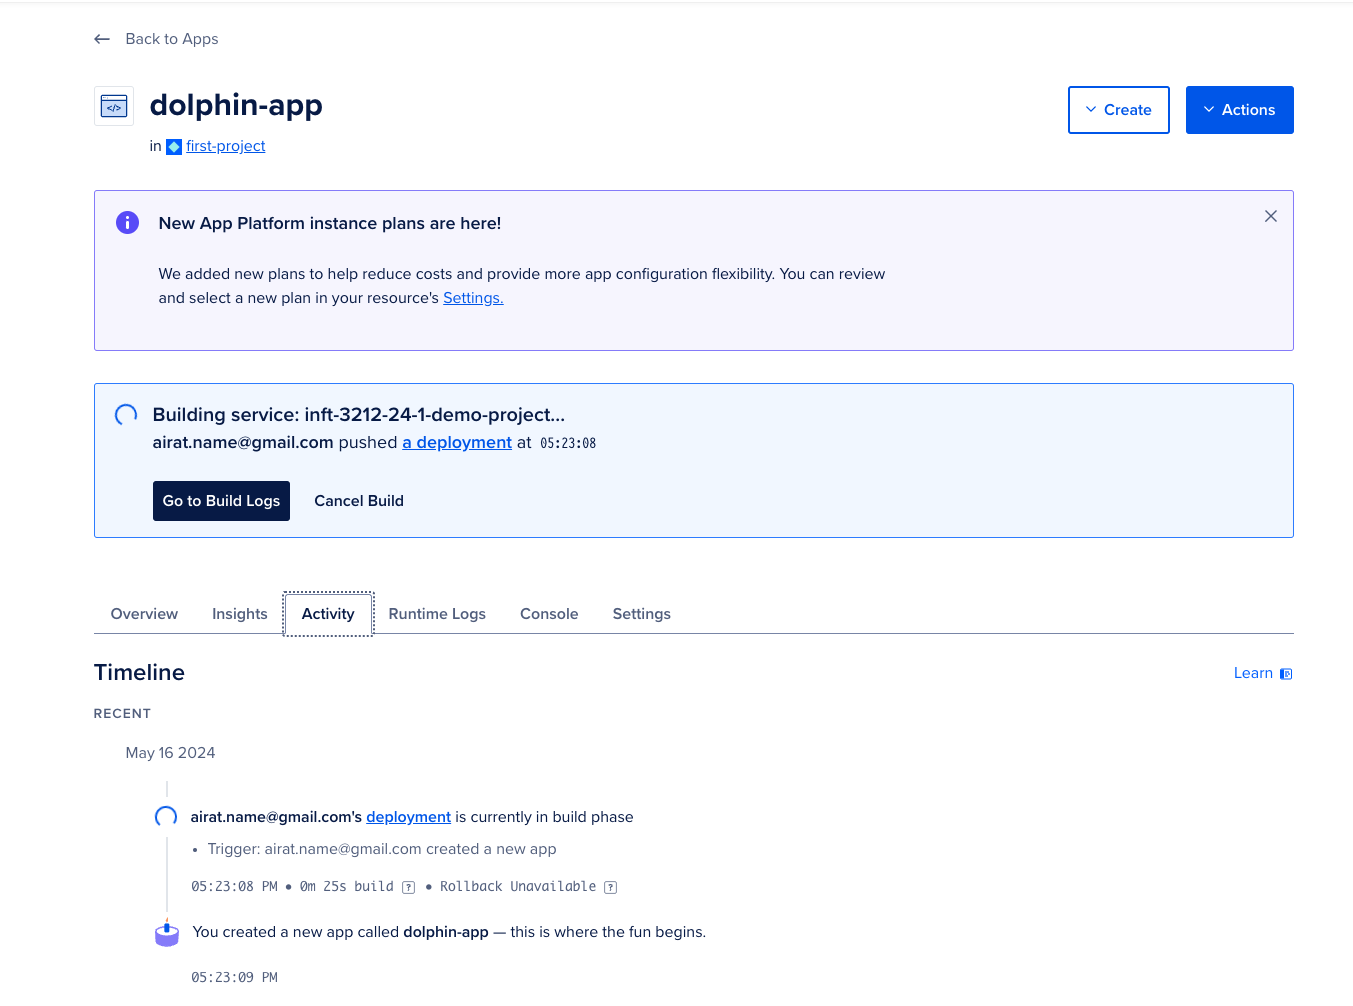 Back to Apps
dolphin-app
in first-project
Create
Actions
New App Platform instance plans are here!
We added new plans to help reduce costs and provide more app configuration flexibility. You can review
and select a new plan in your resource's Settings.
Building service: inft-3212-24-1-demo-project...
airat.name@gmail.com pushed a deployment at 05:23:08
Go to Build Logs Cancel Build
Overview Insights Activity Runtime Logs Console Settings
Timeline
Learn
RECENT
May 16 2024
airat.name@gmail.com's deployment is currently in build phase
• Trigger: airat.name@gmail.com created a new app
05:23:08 PM • 0m 25s build ? • Rollback Unavailable ?
You created a new app called dolphin-app — this is where the fun begins.
05:23:09 PM